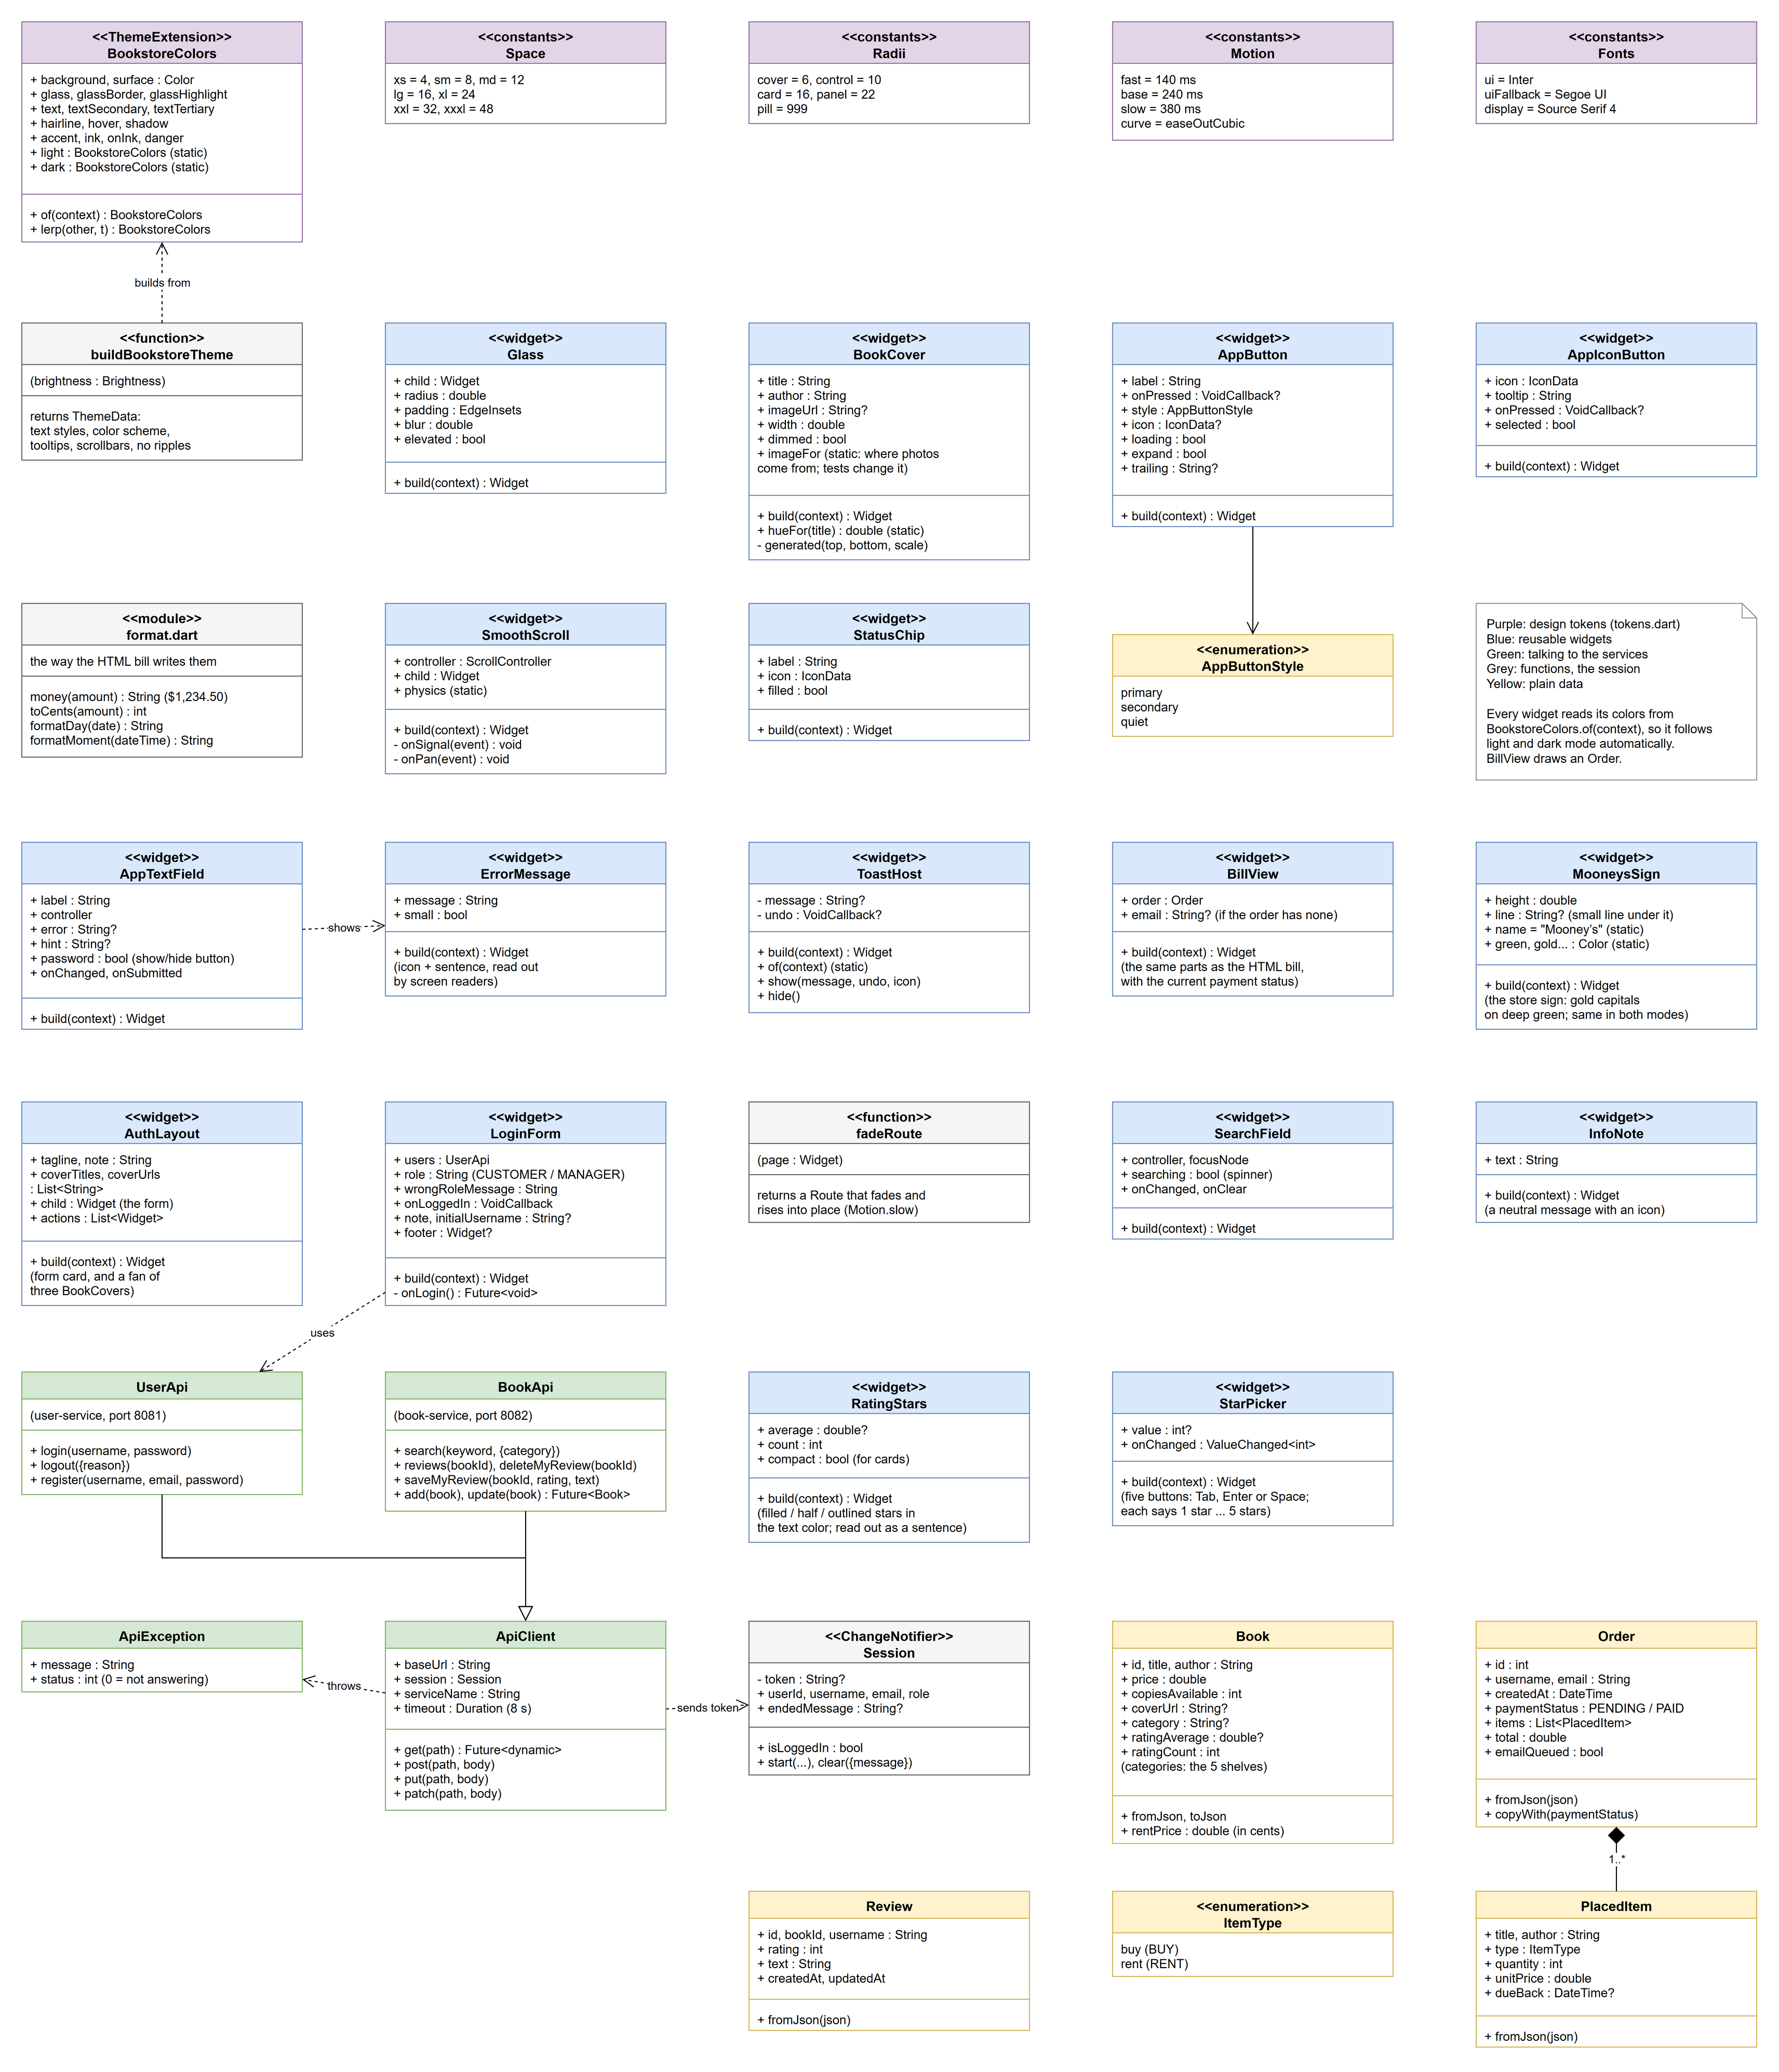 <<ThemeExtension>>
BookstoreColors
+ background, surface : Color
+ glass, glassBorder, glassHighlight
+ text, textSecondary, textTertiary
+ hairline, hover, shadow
+ accent, ink, onInk, danger
+ light : BookstoreColors (static)
+ dark : BookstoreColors (static)
+ of(context) : BookstoreColors
+ lerp(other, t) : BookstoreColors
<<constants>>
Space
xs = 4, sm = 8, md = 12
lg = 16, xl = 24
xxl = 32, xxxl = 48
<<constants>>
Radii
cover = 6, control = 10
card = 16, panel = 22
pill = 999
<<constants>>
Motion
fast = 140 ms
base = 240 ms
slow = 380 ms
curve = easeOutCubic
<<constants>>
Fonts
ui = Inter
uiFallback = Segoe UI
display = Source Serif 4
builds from
<<function>>
buildBookstoreTheme
(brightness : Brightness)
returns ThemeData:
text styles, color scheme,
tooltips, scrollbars, no ripples
<<widget>>
Glass
+ child : Widget
+ radius : double
+ padding : EdgeInsets
+ blur : double
+ elevated : bool
+ build(context) : Widget
<<widget>>
BookCover
+ title : String
+ author : String
+ imageUrl : String?
+ width : double
+ dimmed : bool
+ imageFor (static: where photos
come from; tests change it)
+ build(context) : Widget
+ hueFor(title) : double (static)
- generated(top, bottom, scale)
<<widget>>
AppButton
+ label : String
+ onPressed : VoidCallback?
+ style : AppButtonStyle
+ icon : IconData?
+ loading : bool
+ expand : bool
+ trailing : String?
+ build(context) : Widget
<<widget>>
AppIconButton
+ icon : IconData
+ tooltip : String
+ onPressed : VoidCallback?
+ selected : bool
+ build(context) : Widget
<<module>>
format.dart
the way the HTML bill writes them
money(amount) : String ($1,234.50)
toCents(amount) : int
formatDay(date) : String
formatMoment(dateTime) : String
<<widget>>
SmoothScroll
+ controller : ScrollController
+ child : Widget
+ physics (static)
+ build(context) : Widget
- onSignal(event) : void
- onPan(event) : void
<<widget>>
StatusChip
+ label : String
+ icon : IconData
+ filled : bool
+ build(context) : Widget
<<enumeration>>
AppButtonStyle
primary
secondary
quiet
Purple: design tokens (tokens.dart)
Blue: reusable widgets
Green: talking to the services
Grey: functions, the session
Yellow: plain data
Every widget reads its colors from
BookstoreColors.of(context), so it follows
light and dark mode automatically.
BillView draws an Order.
<<widget>>
AppTextField
+ label : String
+ controller
+ error : String?
+ hint : String?
+ password : bool (show/hide button)
+ onChanged, onSubmitted
+ build(context) : Widget
shows
<<widget>>
ErrorMessage
+ message : String
+ small : bool
+ build(context) : Widget
(icon + sentence, read out
by screen readers)
<<widget>>
ToastHost
- message : String?
- undo : VoidCallback?
+ build(context) : Widget
+ of(context) (static)
+ show(message, undo, icon)
+ hide()
<<widget>>
BillView
+ order : Order
+ email : String? (if the order has none)
+ build(context) : Widget
(the same parts as the HTML bill,
with the current payment status)
<<widget>>
MooneysSign
+ height : double
+ line : String? (small line under it)
+ name = "Mooney's" (static)
+ green, gold... : Color (static)
+ build(context) : Widget
(the store sign: gold capitals
on deep green; same in both modes)
<<widget>>
AuthLayout
+ tagline, note : String
+ coverTitles, coverUrls
: List<String>
+ child : Widget (the form)
+ actions : List<Widget>
+ build(context) : Widget
(form card, and a fan of
three BookCovers)
<<widget>>
LoginForm
+ users : UserApi
+ role : String (CUSTOMER / MANAGER)
+ wrongRoleMessage : String
+ onLoggedIn : VoidCallback
+ note, initialUsername : String?
+ footer : Widget?
+ build(context) : Widget
- onLogin() : Future<void>
<<function>>
fadeRoute
(page : Widget)
returns a Route that fades and
rises into place (Motion.slow)
<<widget>>
SearchField
+ controller, focusNode
+ searching : bool (spinner)
+ onChanged, onClear
+ build(context) : Widget
<<widget>>
InfoNote
+ text : String
+ build(context) : Widget
(a neutral message with an icon)
uses
UserApi
(user-service, port 8081)
+ login(username, password)
+ logout({reason})
+ register(username, email, password)
BookApi
(book-service, port 8082)
+ search(keyword, {category})
+ reviews(bookId), deleteMyReview(bookId)
+ saveMyReview(bookId, rating, text)
+ add(book), update(book) : Future<Book>
<<widget>>
RatingStars
+ average : double?
+ count : int
+ compact : bool (for cards)
+ build(context) : Widget
(filled / half / outlined stars in
the text color; read out as a sentence)
<<widget>>
StarPicker
+ value : int?
+ onChanged : ValueChanged<int>
+ build(context) : Widget
(five buttons: Tab, Enter or Space;
each says 1 star ... 5 stars)
ApiException
+ message : String
+ status : int (0 = not answering)
throws
ApiClient
+ baseUrl : String
+ session : Session
+ serviceName : String
+ timeout : Duration (8 s)
+ get(path) : Future<dynamic>
+ post(path, body)
+ put(path, body)
+ patch(path, body)
sends token
<<ChangeNotifier>>
Session
- token : String?
+ userId, username, email, role
+ endedMessage : String?
+ isLoggedIn : bool
+ start(...), clear({message})
Book
+ id, title, author : String
+ price : double
+ copiesAvailable : int
+ coverUrl : String?
+ category : String?
+ ratingAverage : double?
+ ratingCount : int
(categories: the 5 shelves)
+ fromJson, toJson
+ rentPrice : double (in cents)
Order
+ id : int
+ username, email : String
+ createdAt : DateTime
+ paymentStatus : PENDING / PAID
+ items : List<PlacedItem>
+ total : double
+ emailQueued : bool
+ fromJson(json)
+ copyWith(paymentStatus)
1..*
Review
+ id, bookId, username : String
+ rating : int
+ text : String
+ createdAt, updatedAt
+ fromJson(json)
<<enumeration>>
ItemType
buy (BUY)
rent (RENT)
PlacedItem
+ title, author : String
+ type : ItemType
+ quantity : int
+ unitPrice : double
+ dueBack : DateTime?
+ fromJson(json)